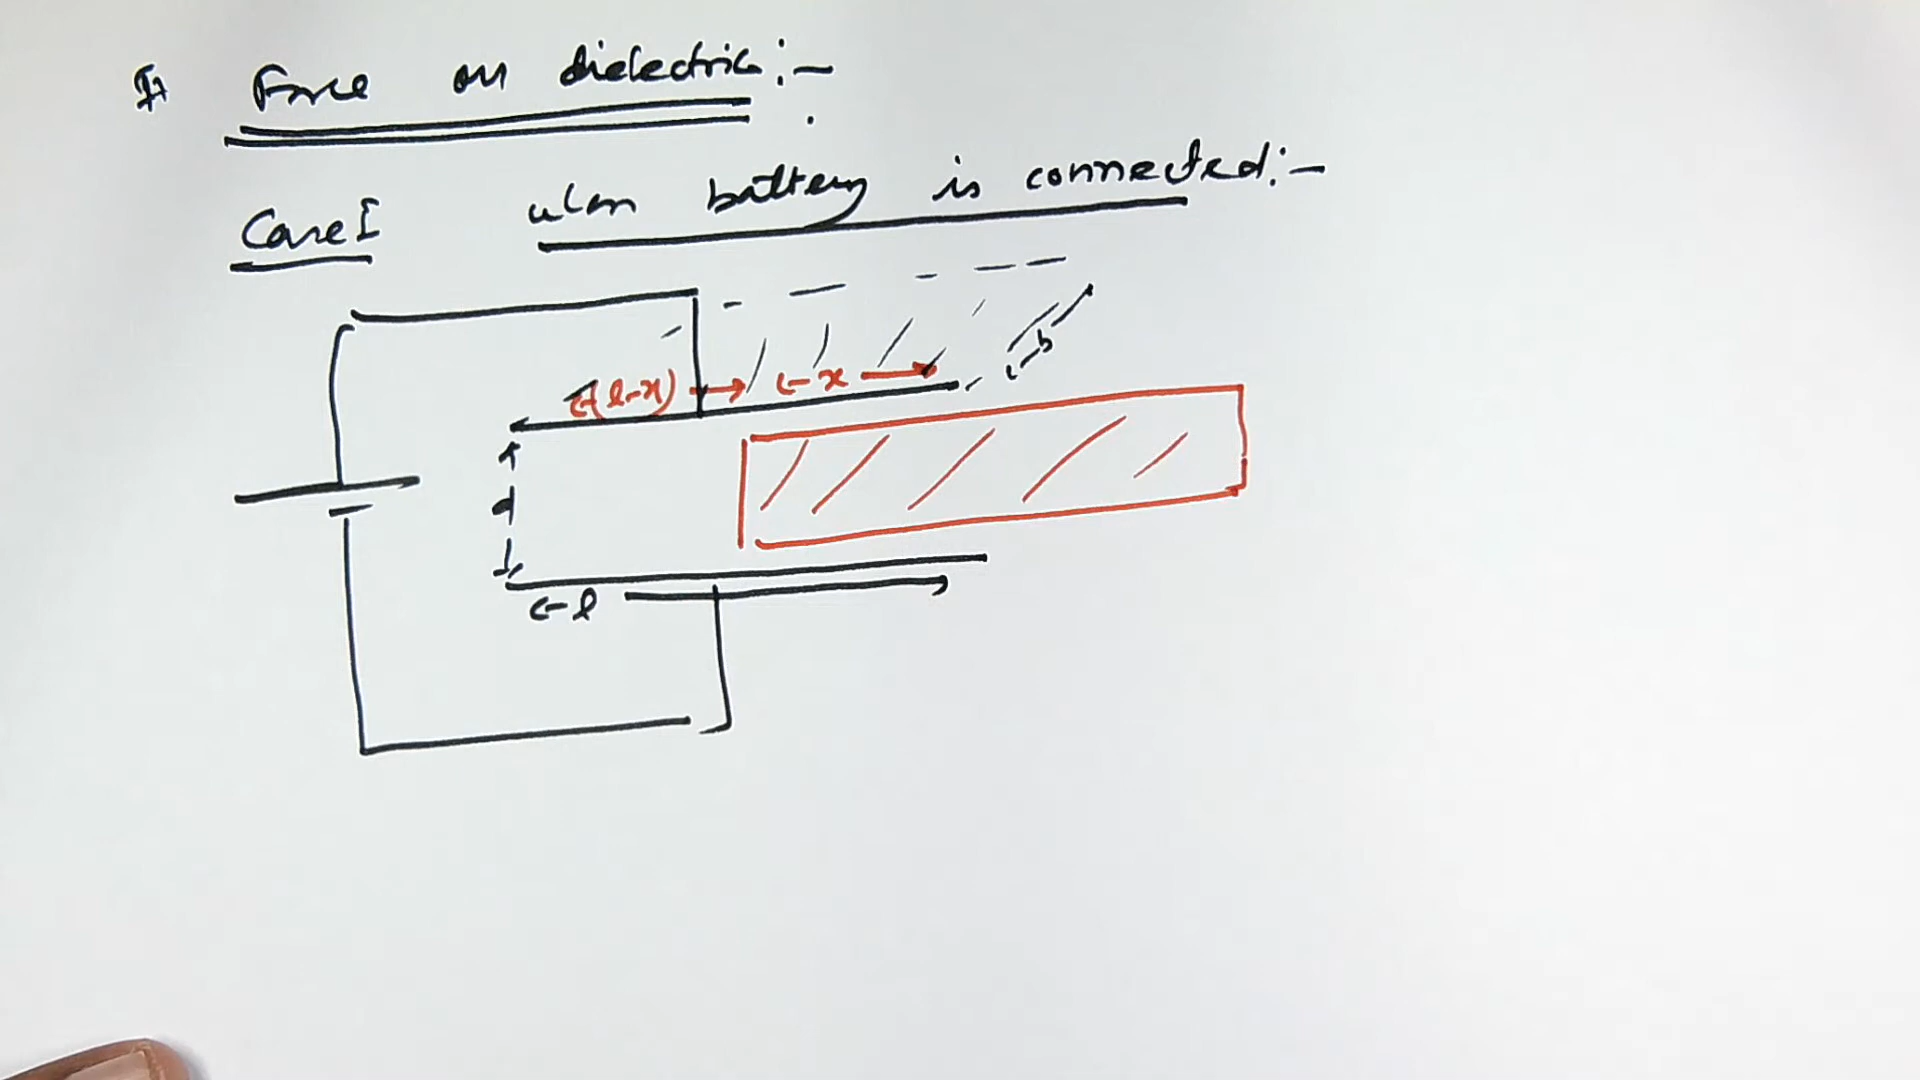 # Force on dielectric:-
Case I when battery is connected:-
b
(l-x) x
d
l